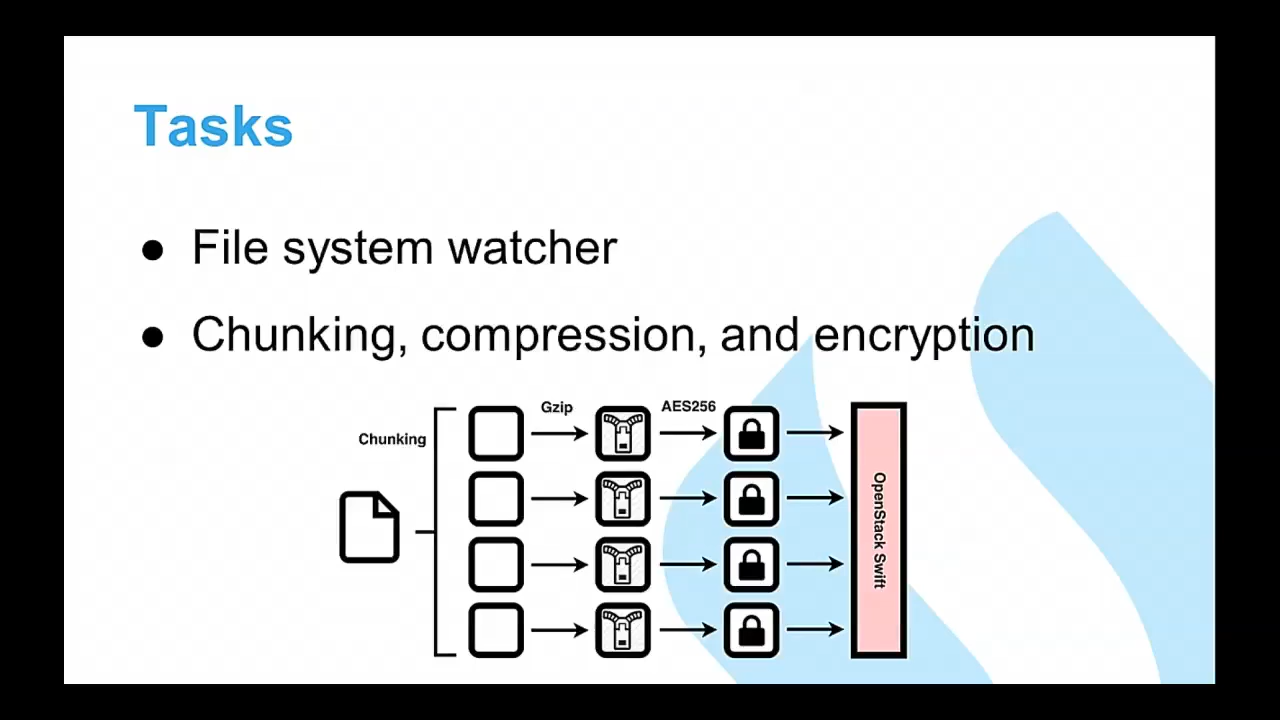 Tasks
● File system watcher
● Chunking, compression, and encryption
Gzip
AES256
Chunking
OpenStack Swift